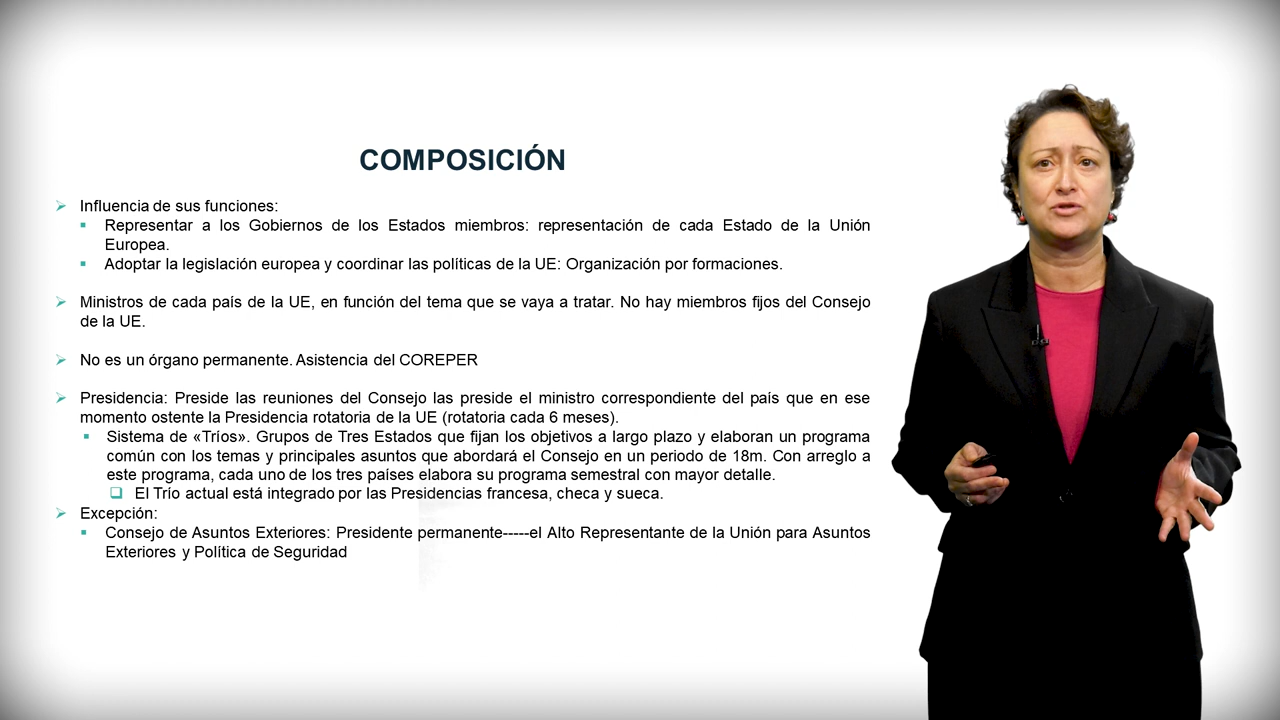 COMPOSICIÓN
Influencia de sus funciones:
Representar a los Gobiernos de los Estados miembros: representación de cada Estado de la Unión
Europea.
Adoptar la legislación europea y coordinar las políticas de la UE: Organización por formaciones.
Ministros de cada país de la UE, en función del tema que se vaya a tratar. No hay miembros fijos del Consejo
de la UE.
No es un órgano permanente. Asistencia del COREPER
Presidencia: Preside las reuniones del Consejo las preside el ministro correspondiente del país que en ese
momento ostente la Presidencia rotatoria de la UE (rotatoria cada 6 meses).
Sistema de «Tríos». Grupos de Tres Estados que fijan los objetivos a largo plazo y elaboran un programa
común con los temas y principales asuntos que abordará el Consejo en un periodo de 18m. Con arreglo a
este programa, cada uno de los tres países elabora su programa semestral con mayor detalle.
El Trío actual está integrado por las Presidencias francesa, checa y sueca.
Excepción:
Consejo de Asuntos Exteriores: Presidente permanente-----el Alto Representante de la Unión para Asuntos
Exteriores y Política de Seguridad